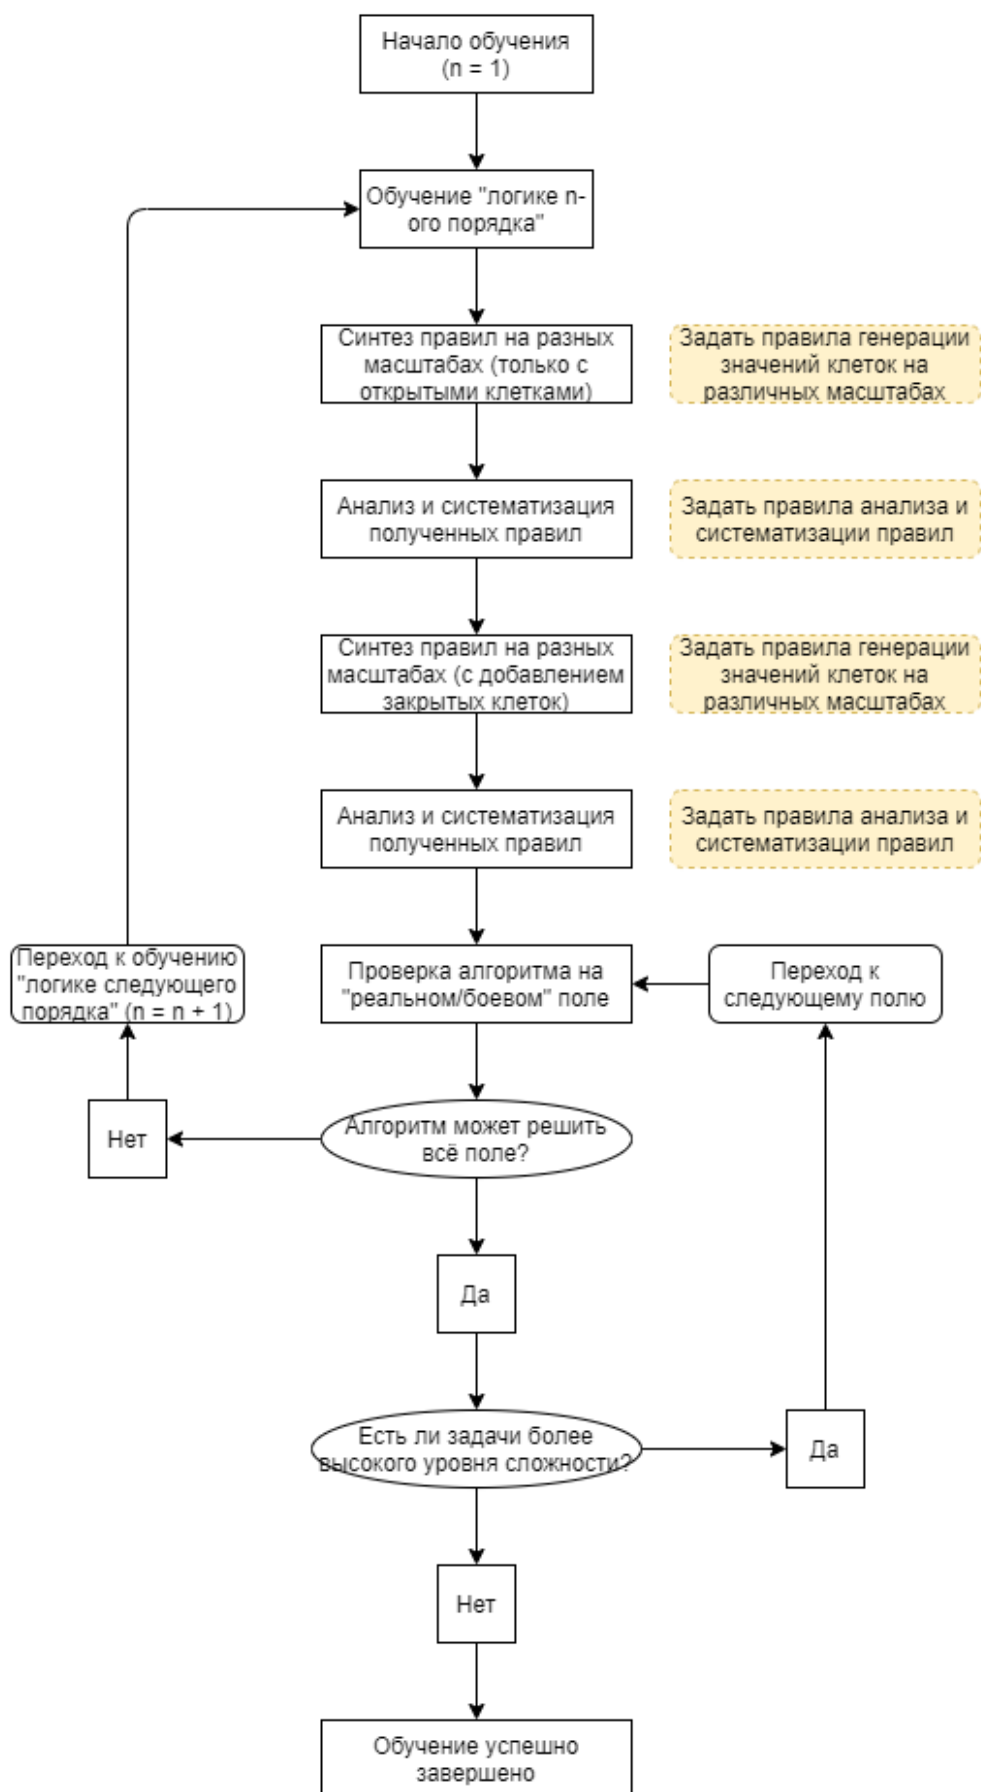 Начало обучения
(n = 1)
Обучение "логике n-
ого порядка"
Синтез правил на разных
масштабах (только с
открытыми клетками)
Задать правила генерации
значений клеток на
различных масштабах
Анализ и систематизация
полученных правил
Задать правила анализа и
систематизации правил
Синтез правил на разных
масштабах (с добавлением
закрытых клеток)
Задать правила генерации
значений клеток на
различных масштабах
Анализ и систематизация
полученных правил
Задать правила анализа и
систематизации правил
Переход к обучению
"логике следующего
порядка" (n = n + 1)
Проверка алгоритма на
"реальном/боевом" поле
Переход к
следующему полю
Нет
Алгоритм может решить
всё поле?
Да
Есть ли задачи более
высокого уровня сложности?
Да
Нет
Обучение успешно
завершено